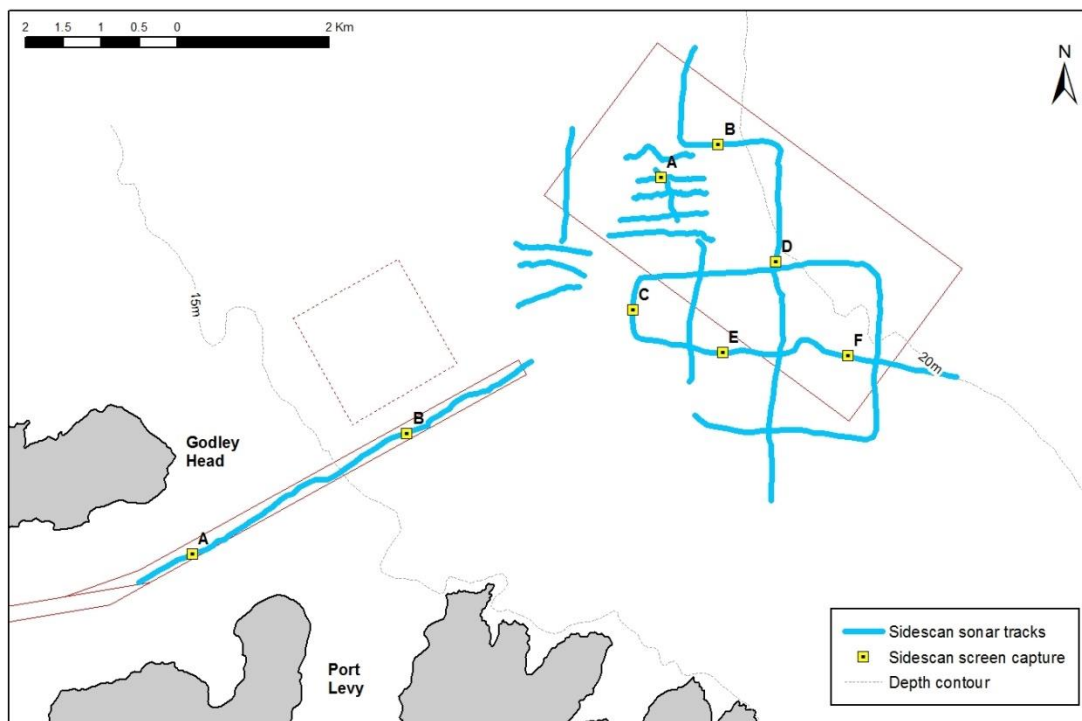 2 1.5 1 0.5 0 2 Km
N
B
A
D
15m
C
E
F
20m
B
Godley
Head
A
Port
Levy
Sidescan sonar tracks
Sidescan screen capture
Depth contour